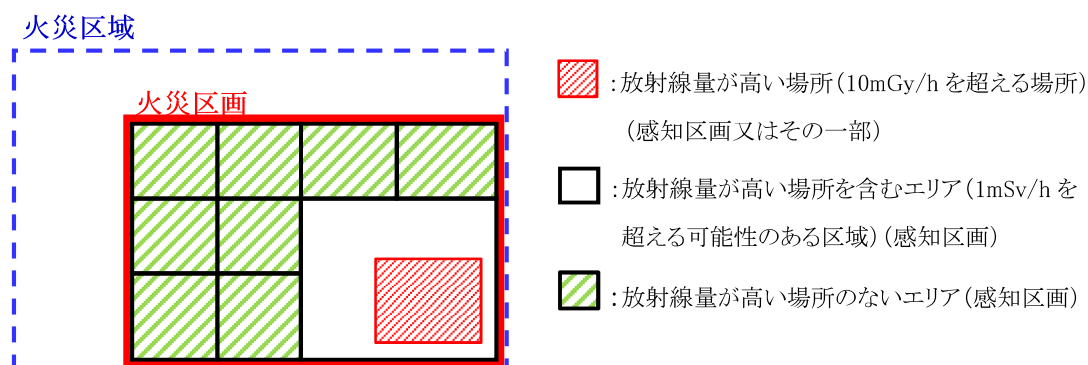 火災区域
火災区画
：放射線量が高い場所（10mGy/h を超える場所）
（感知区画又はその一部）
：放射線量が高い場所を含むエリア（1mSv/h を
超える可能性のある区域）（感知区画）
：放射線量が高い場所のないエリア（感知区画）